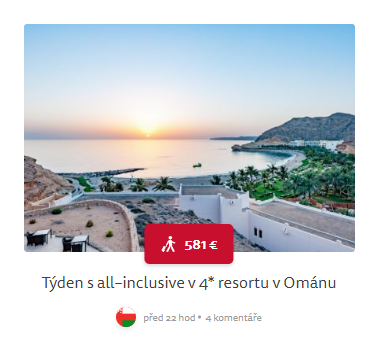 581 €
Týden s all-inclusive v 4* resortu v Ománu
před 22 hod • 4 komentáře